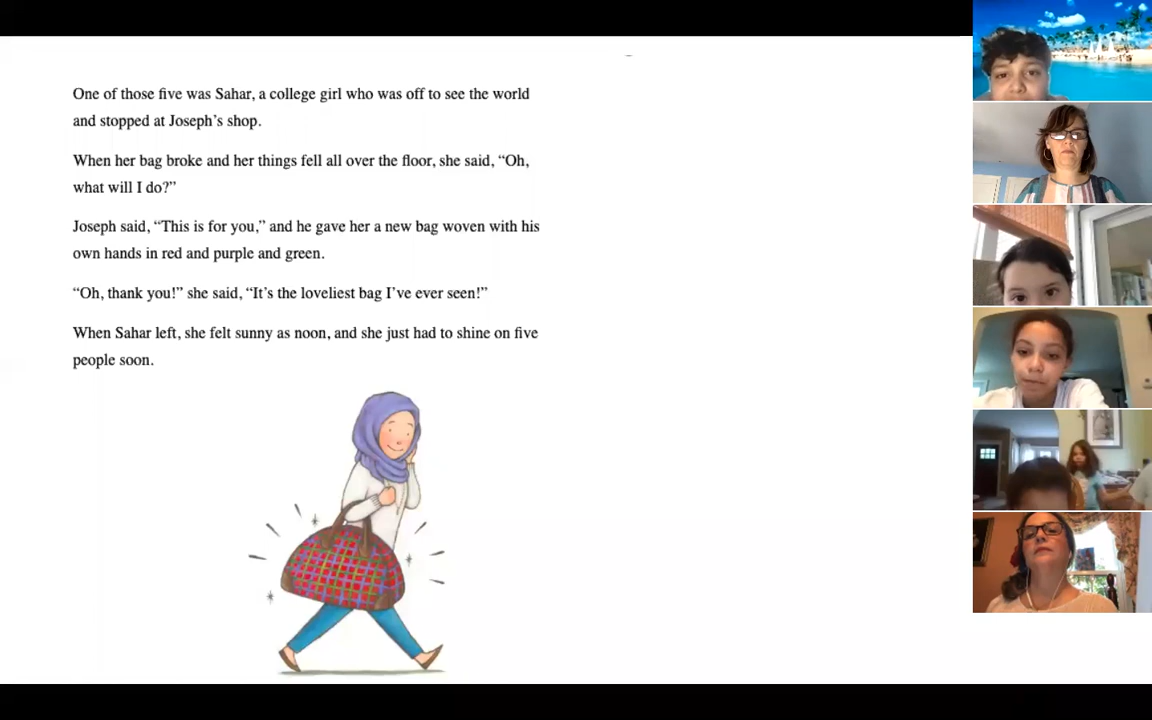 One of those five was Sahar, a college girl who was off to see the world
and stopped at Joseph’s shop.
When her bag broke and her things fell all over the floor, she said, “Oh,
what will I do?”
Joseph said, “This is for you,” and he gave her a new bag woven with his
own hands in red and purple and green.
“Oh, thank you!” she said, “It’s the loveliest bag I’ve ever seen!”
When Sahar left, she felt sunny as noon, and she just had to shine on five
people soon.